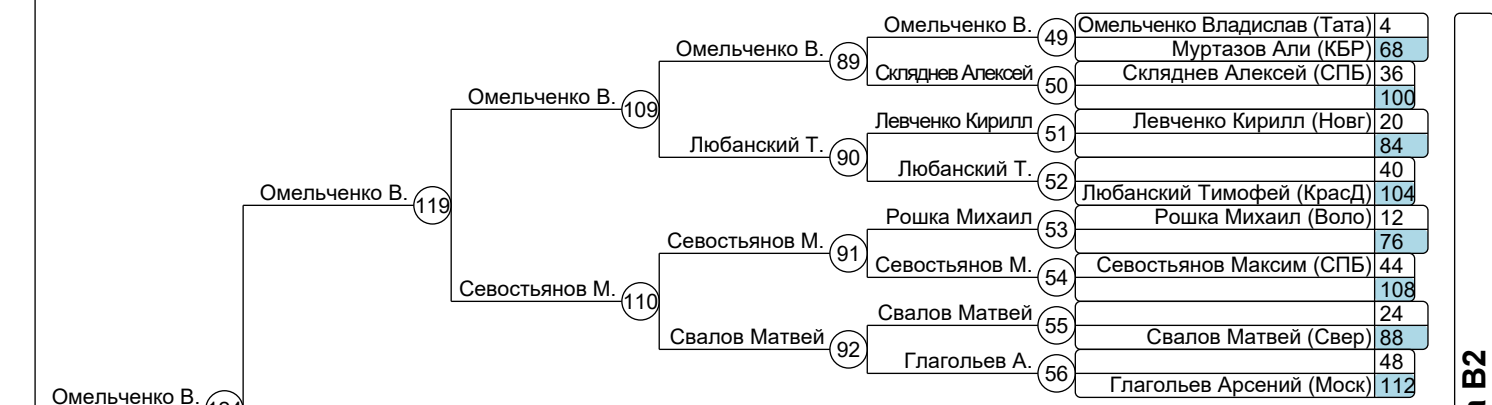 Омельченко В. 49 Омельченко Владислав (Тата) 4
Омельченко В. 89 Муртазов Али (КБР) 68
Скляднев Алексей 50 Скляднев Алексей (СПБ) 36
Омельченко В. 109 100
Левченко Кирилл 51 Левченко Кирилл (Новг) 20
Любанский Т. 90 84
Любанский Т. 52 40
Омельченко В. 119 Любанский Тимофей (КрасД) 104
Рошка Михаил 53 Рошка Михаил (Воло) 12
Севостьянов М. 91 76
Севостьянов М. 54 Севостьянов Максим (СПБ) 44
Севостьянов М. 110 108
Свалов Матвей 55 24
Свалов Матвей 92 Свалов Матвей (Свер) 88
Глагольев А. 56 48
Глагольев Арсений (Моск) 112
Омельченко В.
B2